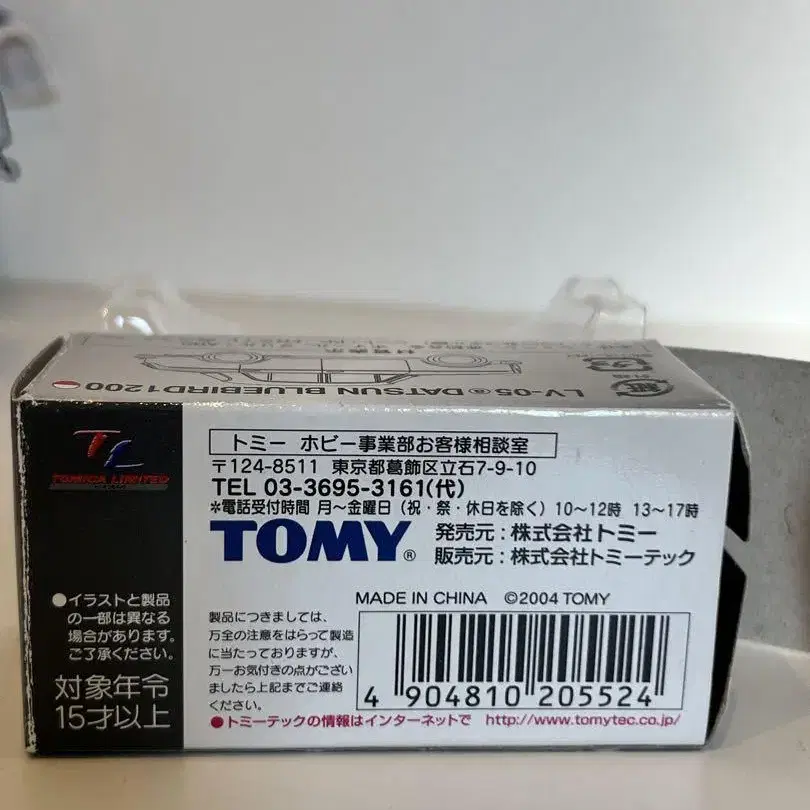 LV-05ⓐ DATSUN BLUEBIRD1200
紙
TL
TOMICA LIMITED
トミー ホビー事業部お客様相談室
〒124-8511 東京都葛飾区立石7-9-10
TEL 03-3695-3161(代)
*電話受付時間 月～金曜日(祝・祭・休日を除く) 10～12時 13～17時
TOMY®
発売元：株式会社トミー
販売元：株式会社トミーテック
MADE IN CHINA ©2004 TOMY
●イラストと製品
の一部は異なる
場合があります。
ご了承ください。
対象年令
15才以上
製品につきましては、
万全の注意をはらって製造
に当たっておりますが、
万一お気付きの点がござい
ましたら上記までご連絡
ください。
4 904810 205524
●トミーテックの情報はインターネットで http://www.tomytec.co.jp/